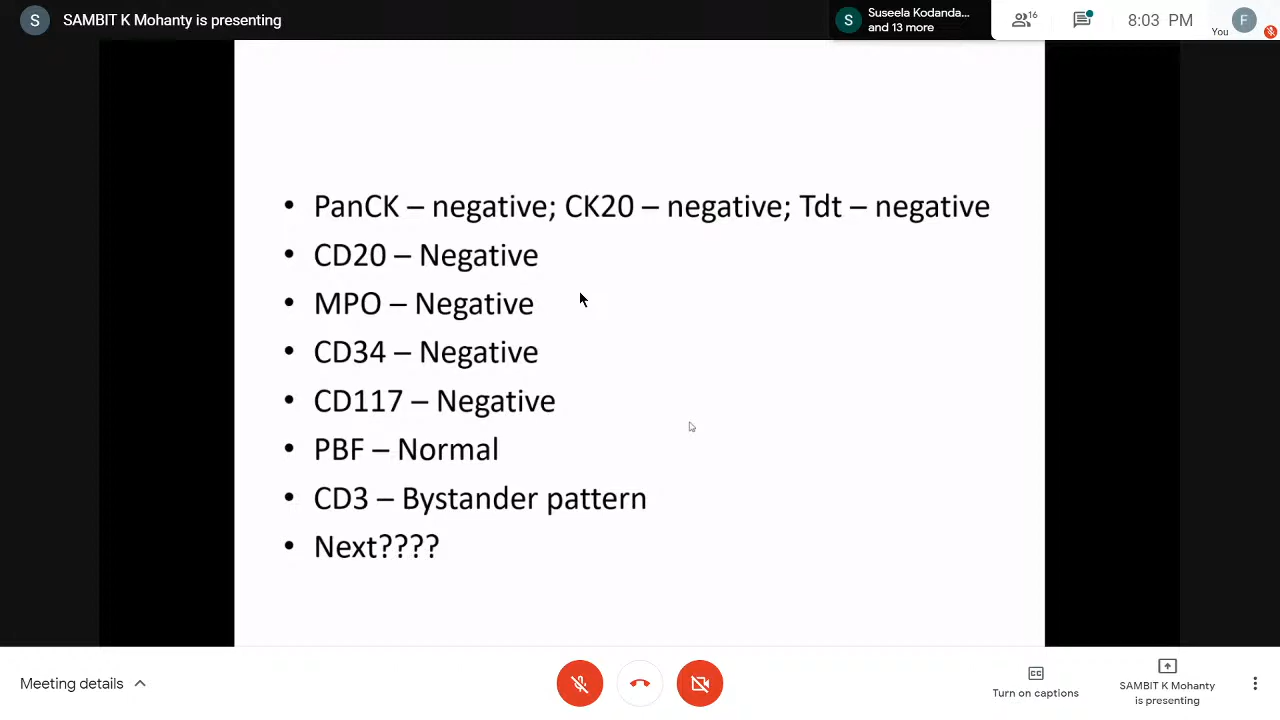 S SAMBIT K Mohanty is presenting
S Suseela Kodanda...
and 13 more
16
8:03 PM
You F
• PanCK – negative; CK20 – negative; Tdt – negative
• CD20 – Negative
• MPO – Negative
• CD34 – Negative
• CD117 – Negative
• PBF – Normal
• CD3 – Bystander pattern
• Next????
Meeting details
CC
Turn on captions
SAMBIT K Mohanty
is presenting